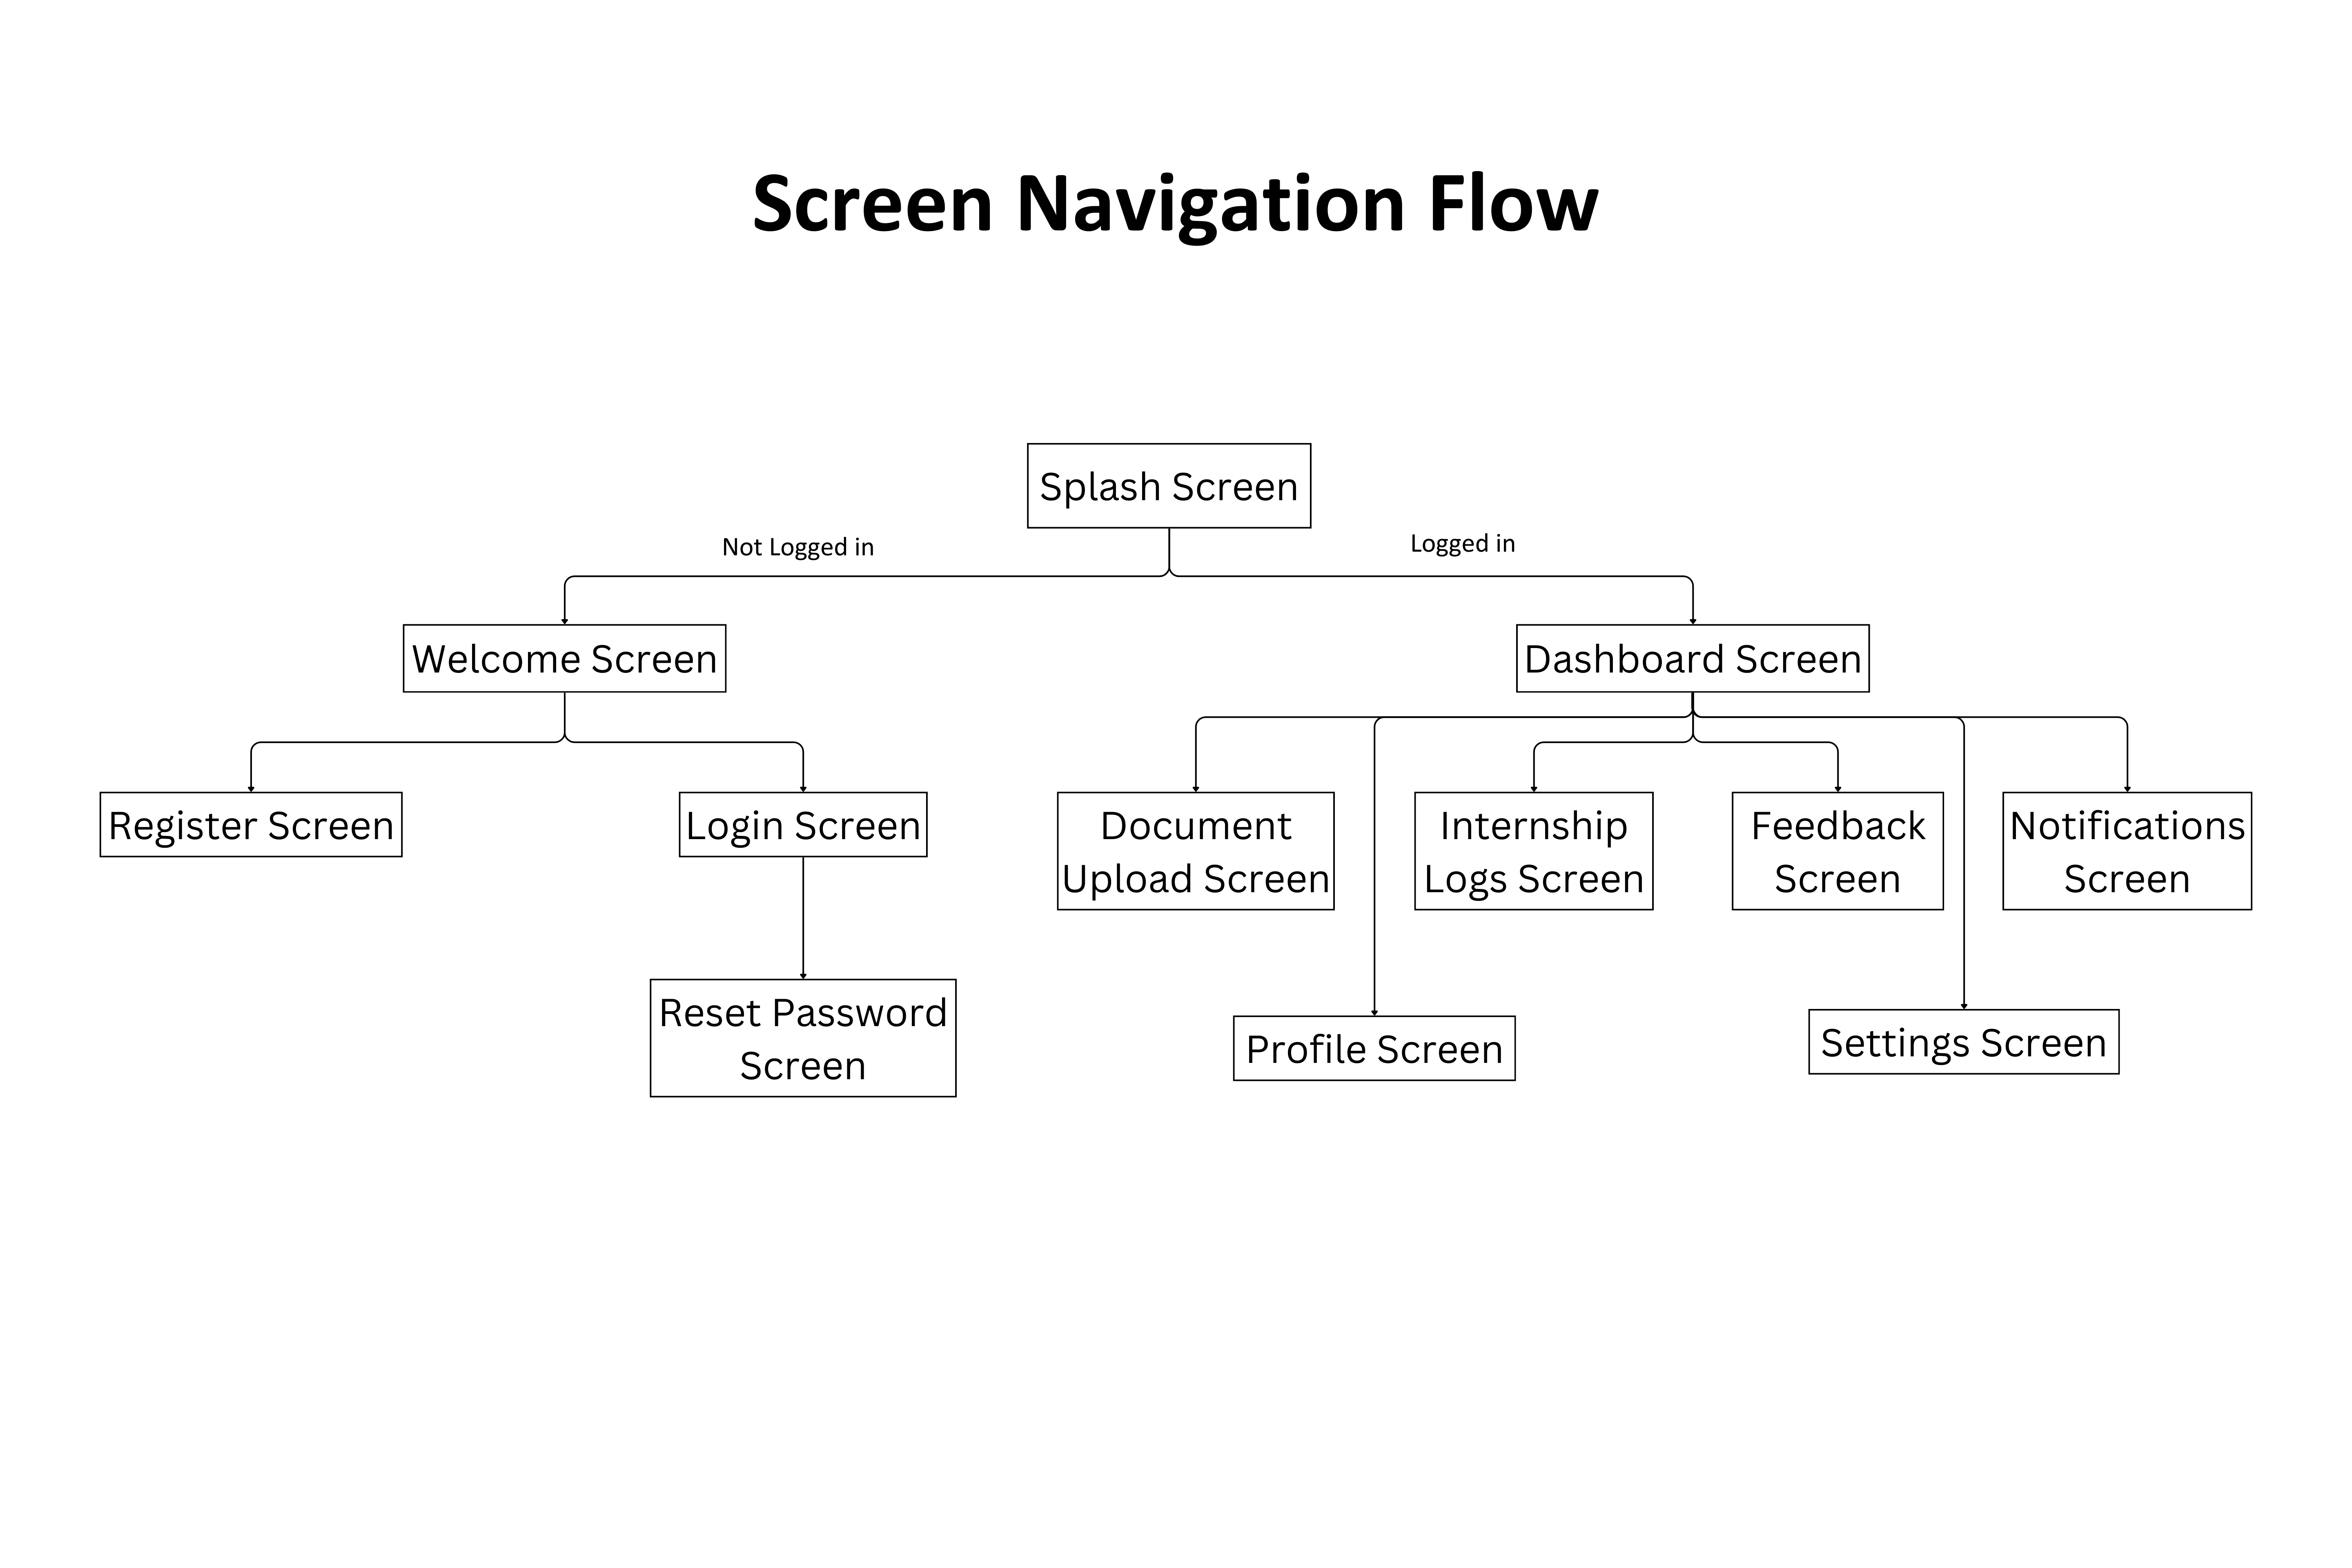 Screen Navigation Flow
Splash Screen
Not Logged in
Logged in
Welcome Screen
Dashboard Screen
Register Screen
Login Screen
Document
Upload Screen
Internship
Logs Screen
Feedback
Screen
Notifications
Screen
Reset Password
Screen
Profile Screen
Settings Screen